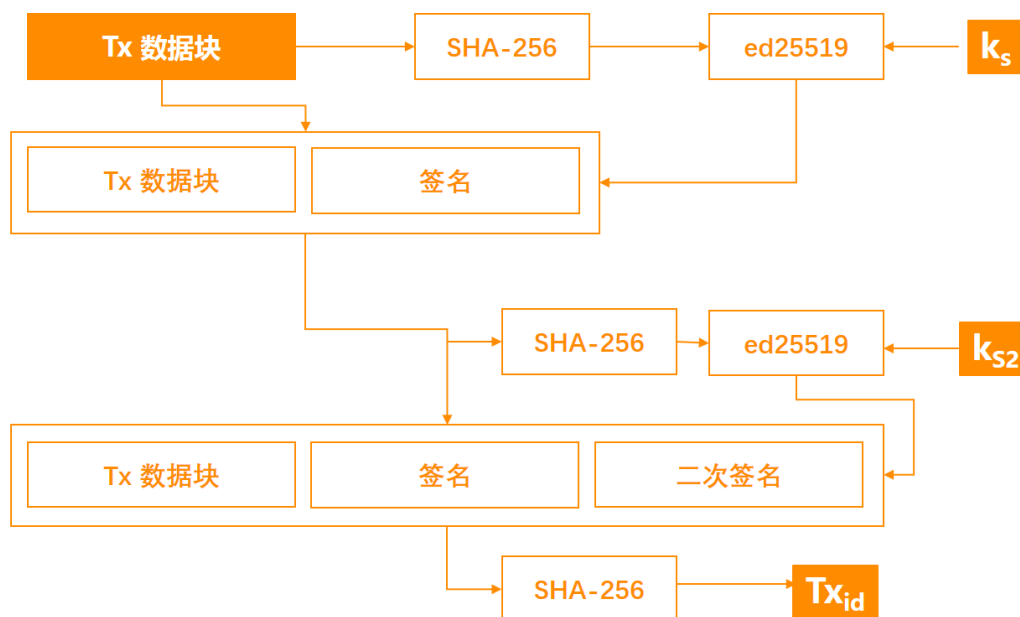 Tx 数据块
SHA-256
ed25519
ks
Tx 数据块
签名
SHA-256
ed25519
kS2
Tx 数据块
签名
二次签名
SHA-256
Txid